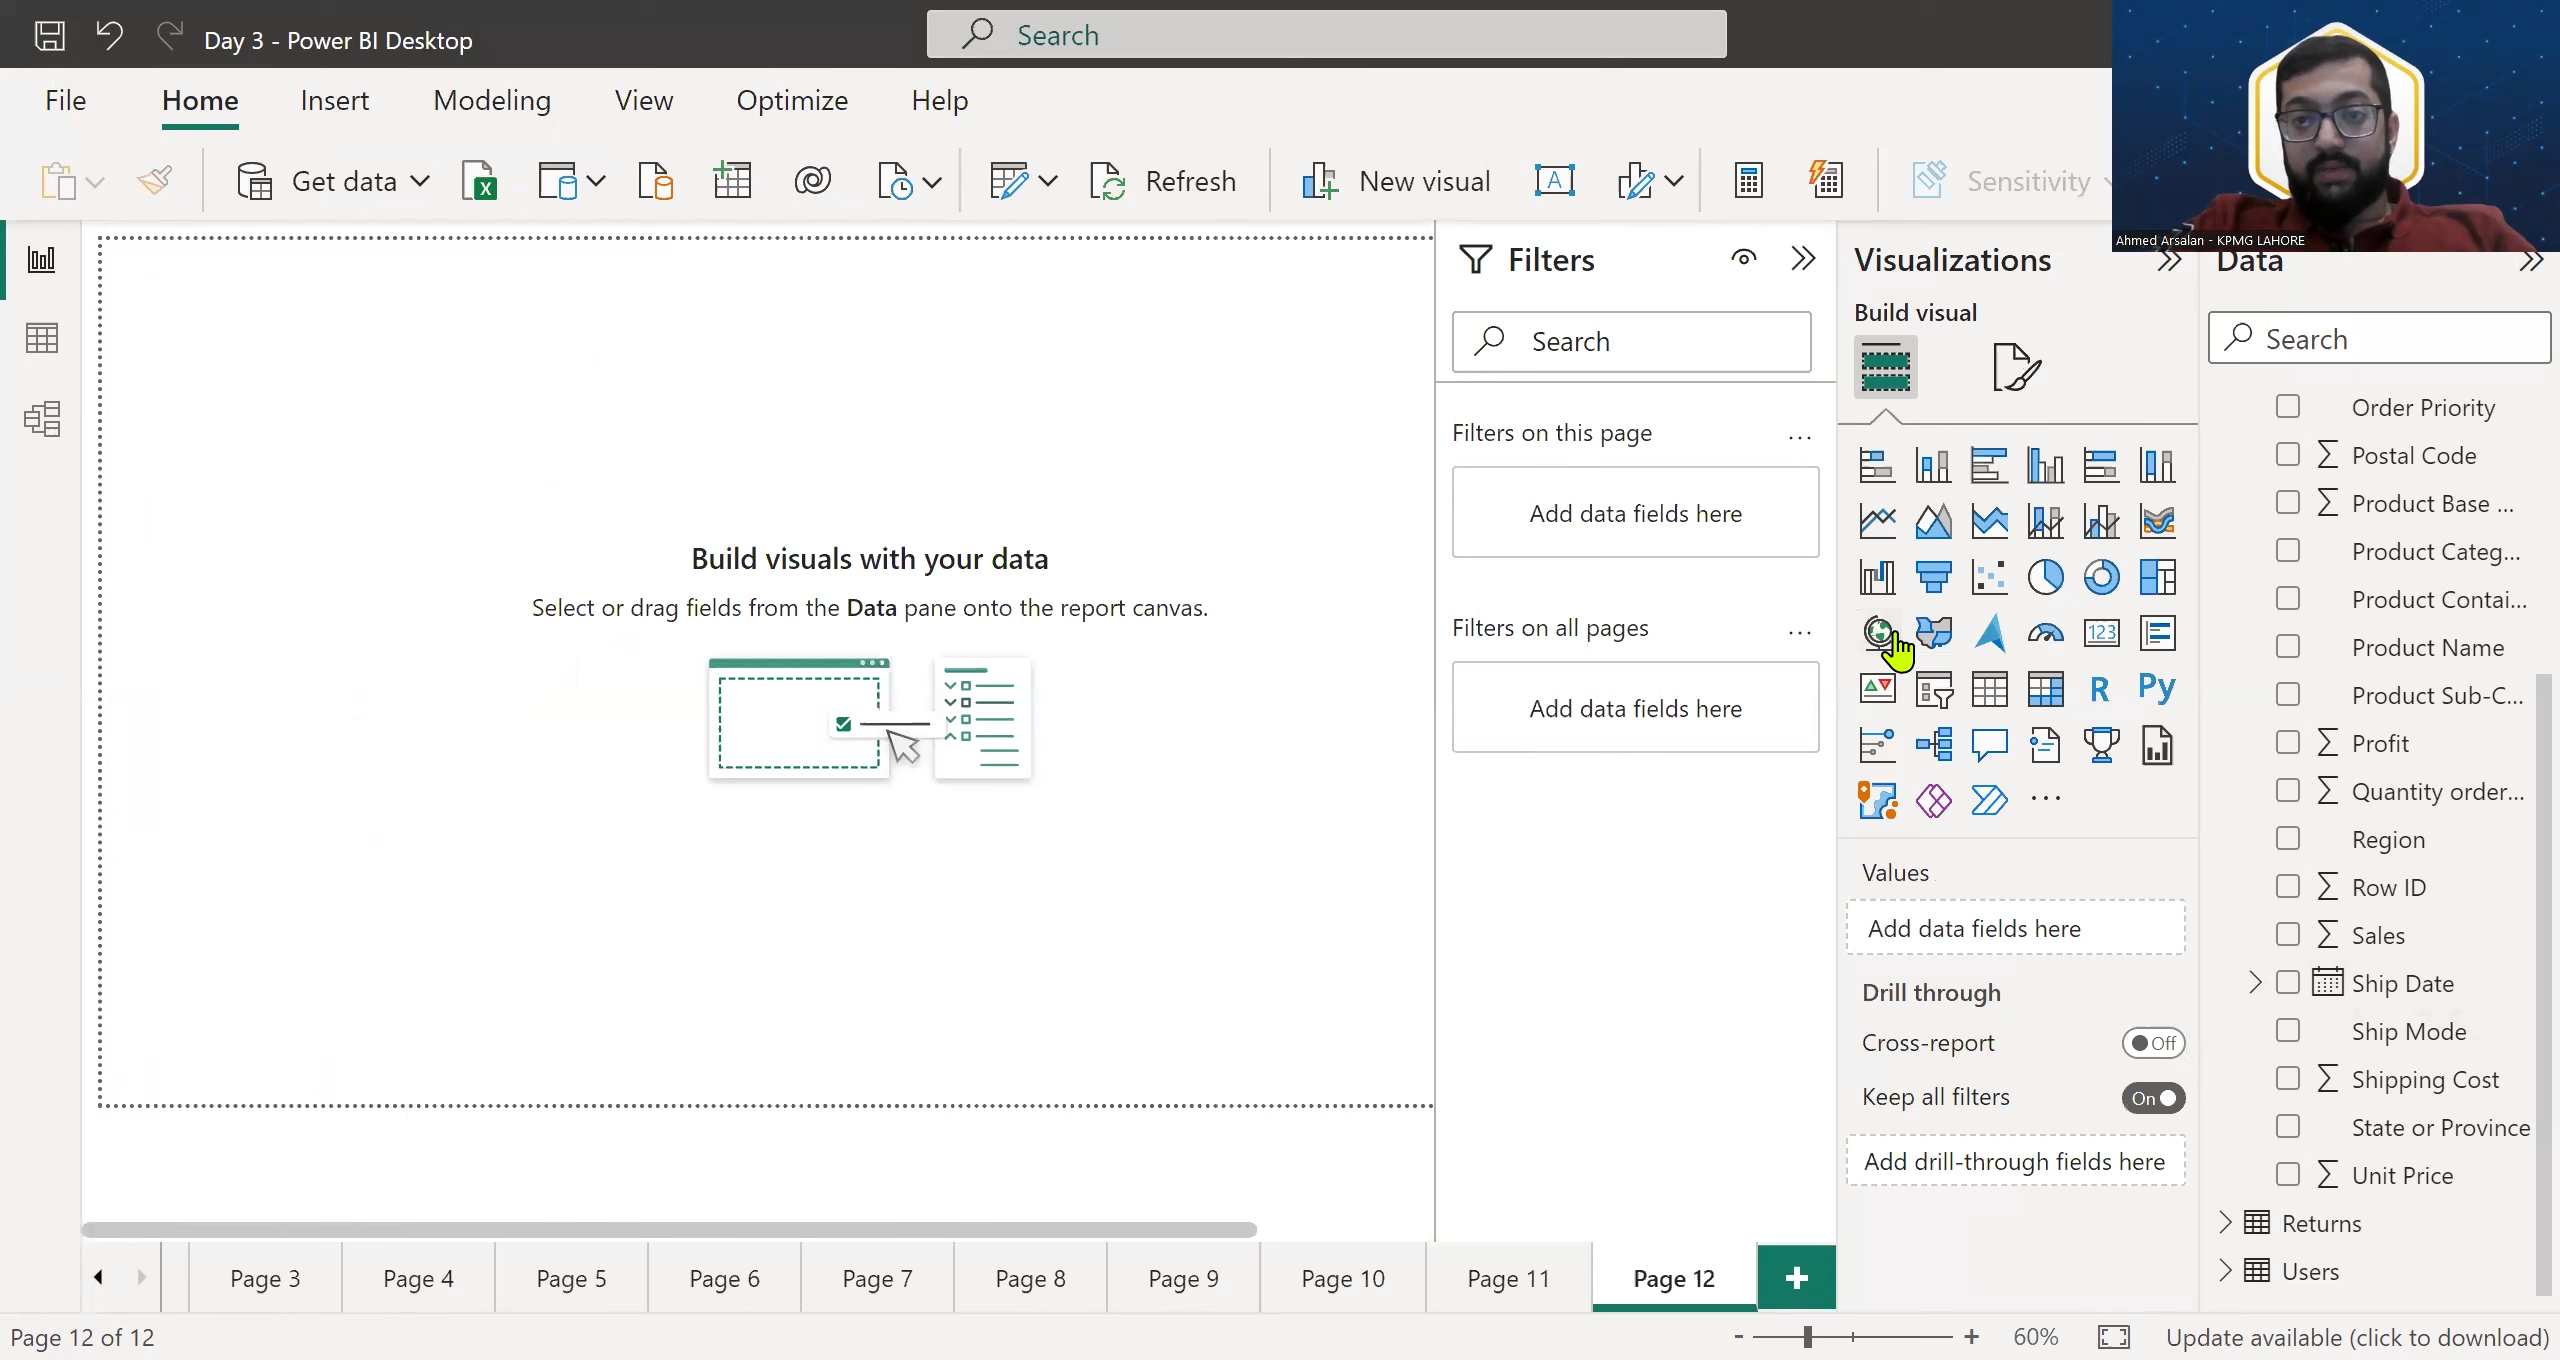 Day 3 - Power BI Desktop
Search
File
Home
Insert
Modeling
View
Optimize
Help
Get data
Refresh
New visual
Sensitivity
Ahmed Arsalan - KPMG LAHORE
Build visuals with your data
Select or drag fields from the Data pane onto the report canvas.
Filters
Search
Filters on this page
...
Add data fields here
Filters on all pages
...
Add data fields here
Visualizations
Build visual
123
R
Py
...
Values
Add data fields here
Drill through
Cross-report
Off
Keep all filters
On
Add drill-through fields here
Data
Search
Order Priority
Postal Code
Product Base ...
Product Categ...
Product Contai...
Product Name
Product Sub-C...
Profit
Quantity order...
Region
Row ID
Sales
Ship Date
Ship Mode
Shipping Cost
State or Province
Unit Price
Returns
Users
Page 3
Page 4
Page 5
Page 6
Page 7
Page 8
Page 9
Page 10
Page 11
Page 12
Page 12 of 12
60%
Update available (click to download)